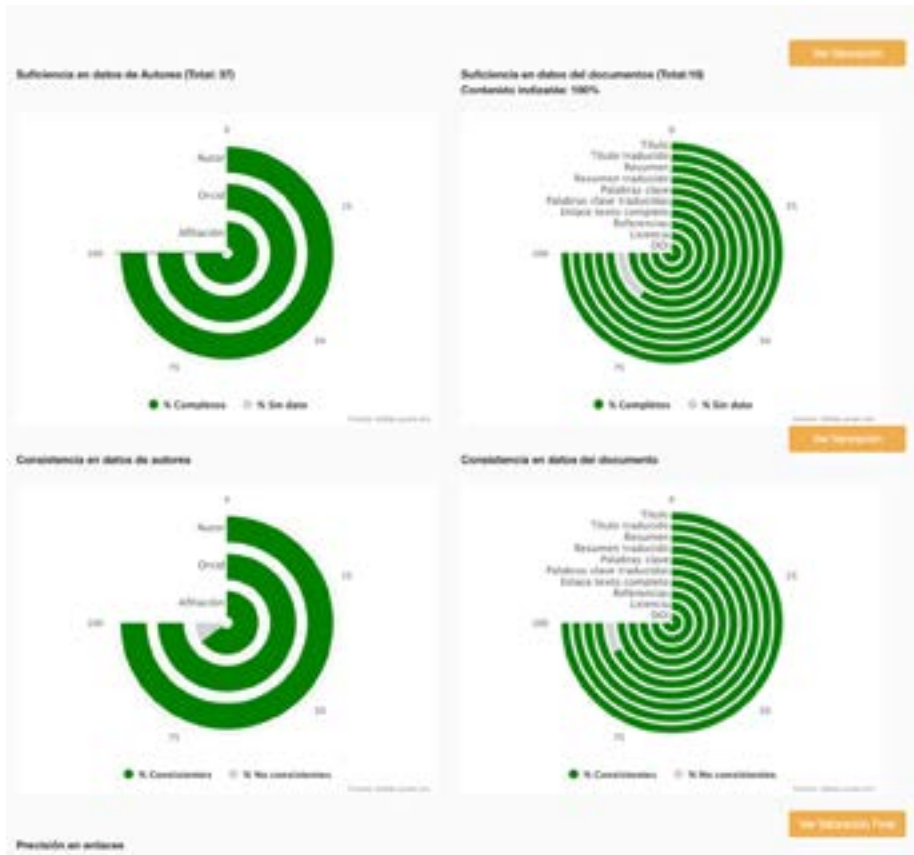 Ver Valoración
Suficiencia en datos de Autores (Total: 37)
Suficiencia en datos del documentos (Total:15)
Contenido indizable: 100%
0
Autor
Orcid
Afiliación
100
25
50
75
% Completos % Sin dato
0
Título
Título traducido
Resumen
Resumen traducido
Palabras clave
Palabras clave traducidas
Enlace texto completo
Referencias
Licencia
DOI
100
25
50
75
% Completos % Sin dato
Ver Valoración
Consistencia en datos de autores
Consistencia en datos del documento
0
Autor
Orcid
Afiliación
100
25
50
75
% Consistentes % No consistentes
0
Título
Título traducido
Resumen
Resumen traducido
Palabras clave
Palabras clave traducidas
Enlace texto completo
Referencias
Licencia
DOI
100
25
50
75
% Consistentes % No consistentes
Ver Valoración Final
Precisión en enlaces